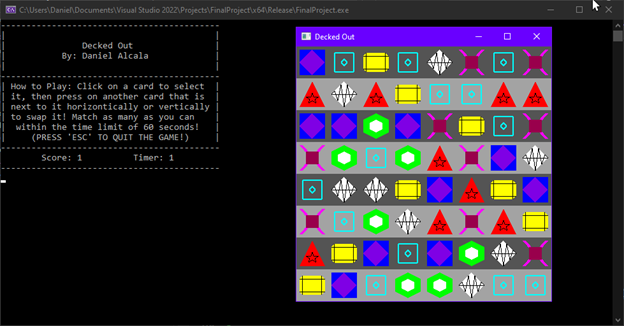 C:\Users\Daniel\Documents\Visual Studio 2022\Projects\FinalProject\x64\Release\FinalProject.exe
Decked Out
By: Daniel Alcala
How to Play: Click on a card to select
it, then press on another card that is
next to it horizontically or vertically
to swap it! Match as many as you can
within the time limit of 60 seconds!
(PRESS 'ESC' TO QUIT THE GAME!)
Score: 1 Timer: 1
Decked Out